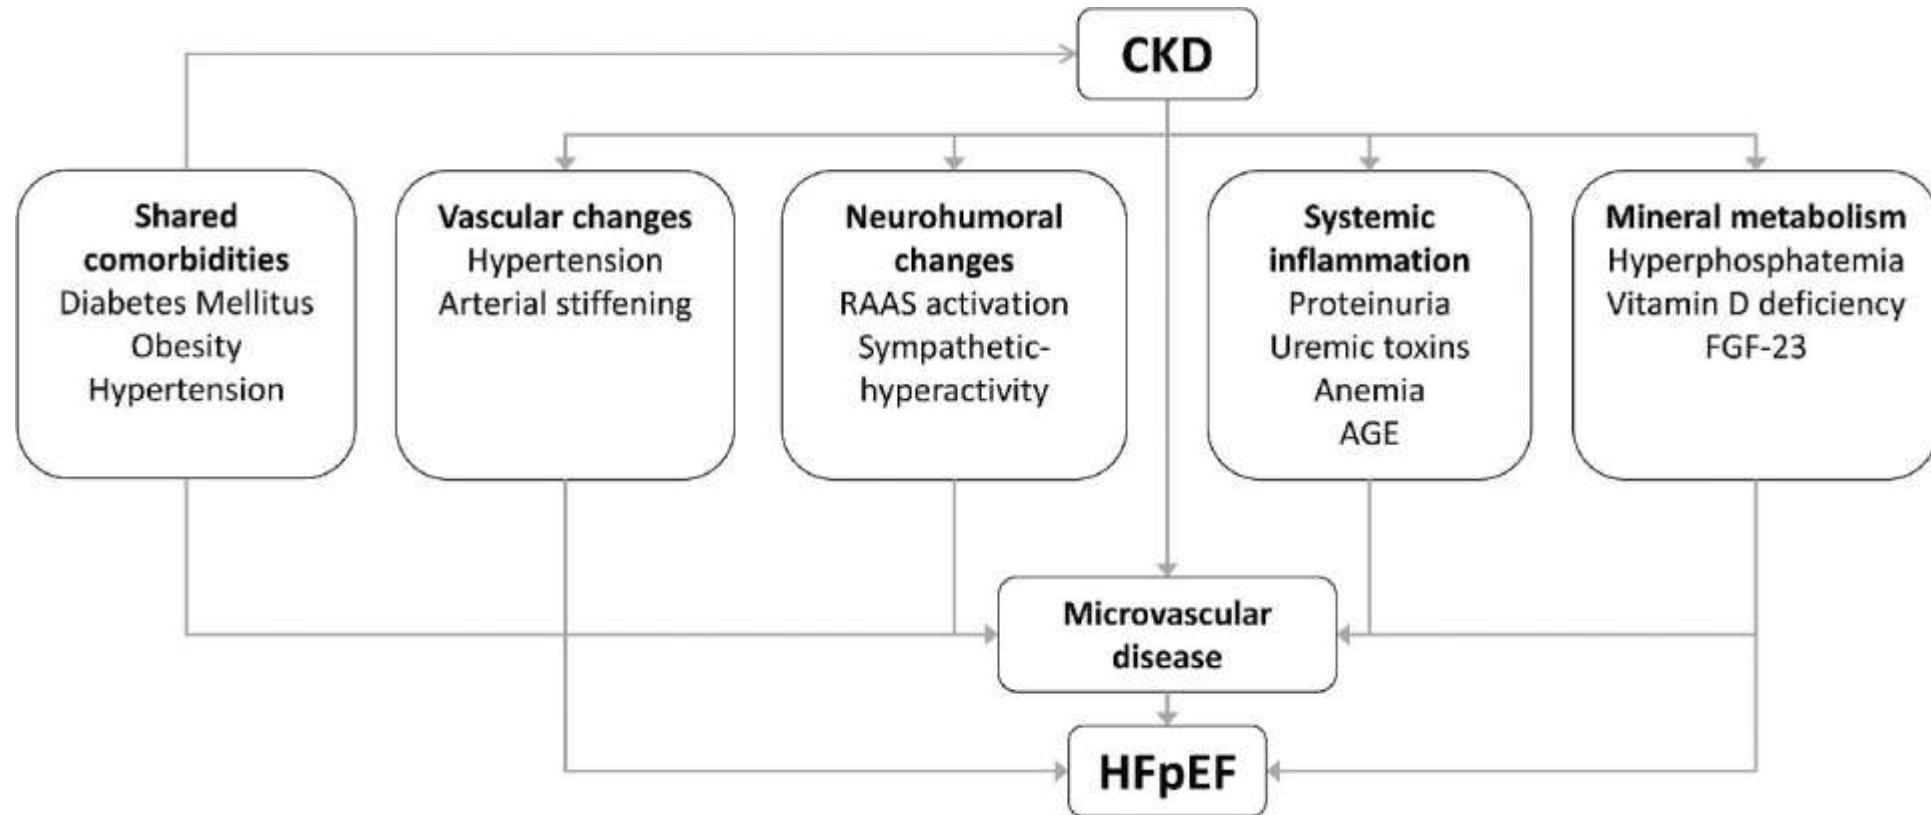 CKD
Shared
comorbidities
Diabetes Mellitus
Obesity
Hypertension
Vascular changes
Hypertension
Arterial stiffening
Neurohumoral
changes
RAAS activation
Sympathetic-
hyperactivity
Systemic
inflammation
Proteinuria
Uremic toxins
Anemia
AGE
Mineral metabolism
Hyperphosphatemia
Vitamin D deficiency
FGF-23
Microvascular
disease
HFpEF